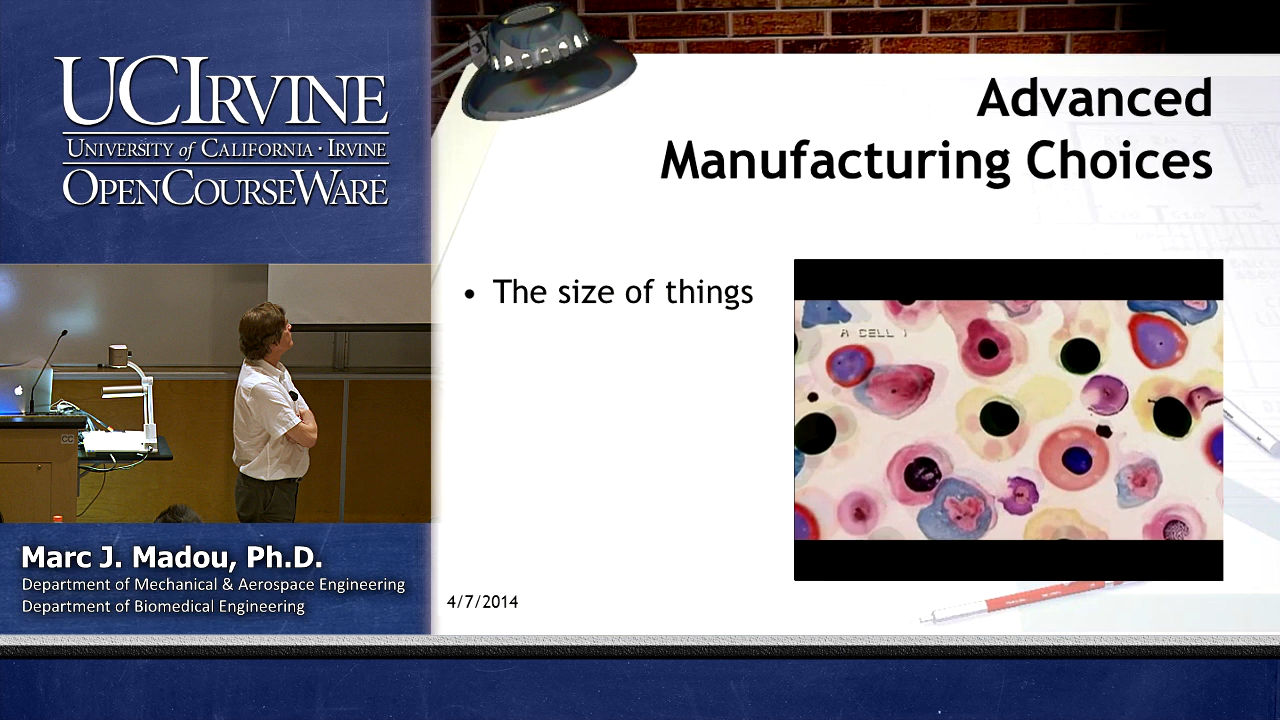 UCIRVINE
UNIVERSITY of CALIFORNIA · IRVINE
OPENCOURSEWARE
Advanced
Manufacturing Choices
• The size of things
A CELL
Marc J. Madou, Ph.D.
Department of Mechanical & Aerospace Engineering
Department of Biomedical Engineering
4/7/2014